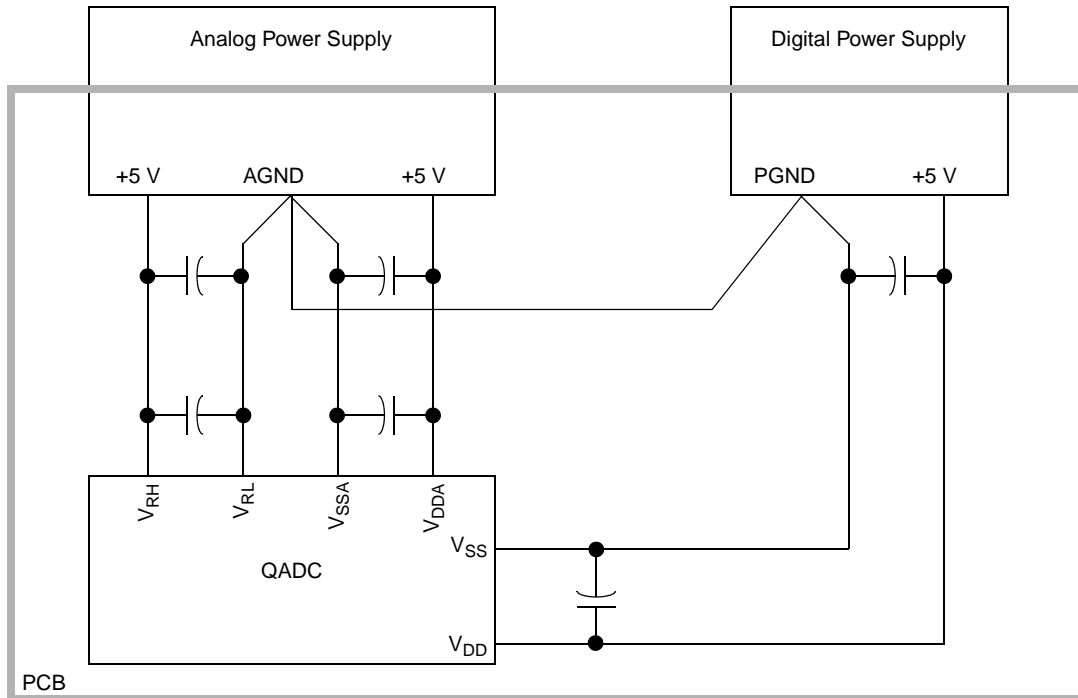 Analog Power Supply
Digital Power Supply
+5 V
AGND
+5 V
PGND
+5 V
VRH
VRL
VSSA
VDDA
VSS
QADC
VDD
PCB